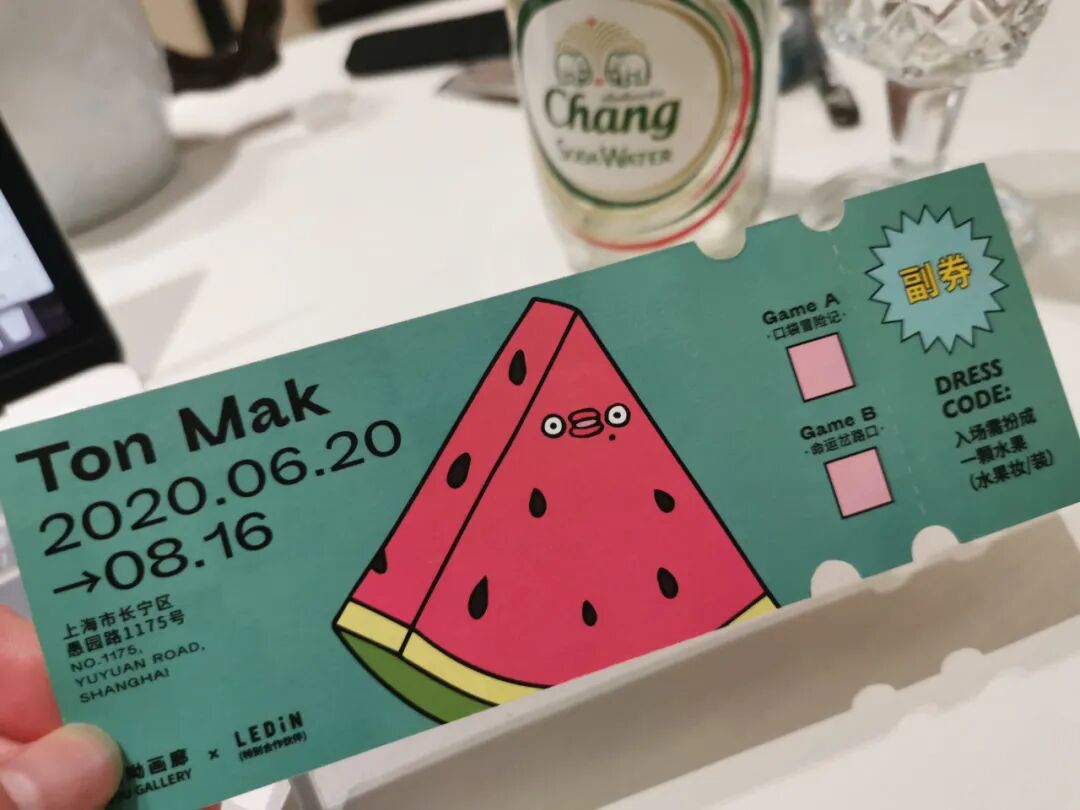 Chang
SODA WATER
Ton Mak
2020.06.20
→08.16
上海市长宁区
愚园路1175号
NO.1175,
YUYUAN ROAD,
SHANGHAI
画廊 × LEDiN
GALLERY
(特别合作伙伴)
Game A
·口袋冒险记·
Game B
·命运岔路口·
副券
DRESS
CODE:
入场需扮成
一颗水果
(水果妆/装)